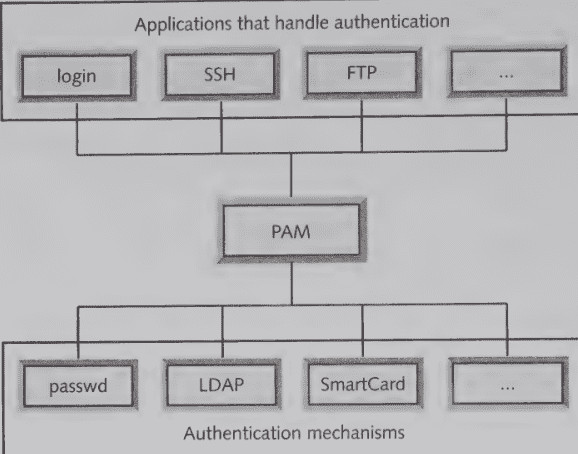 Applications that handle authentication
login
SSH
FTP
...
PAM
passwd
LDAP
SmartCard
...
Authentication mechanisms